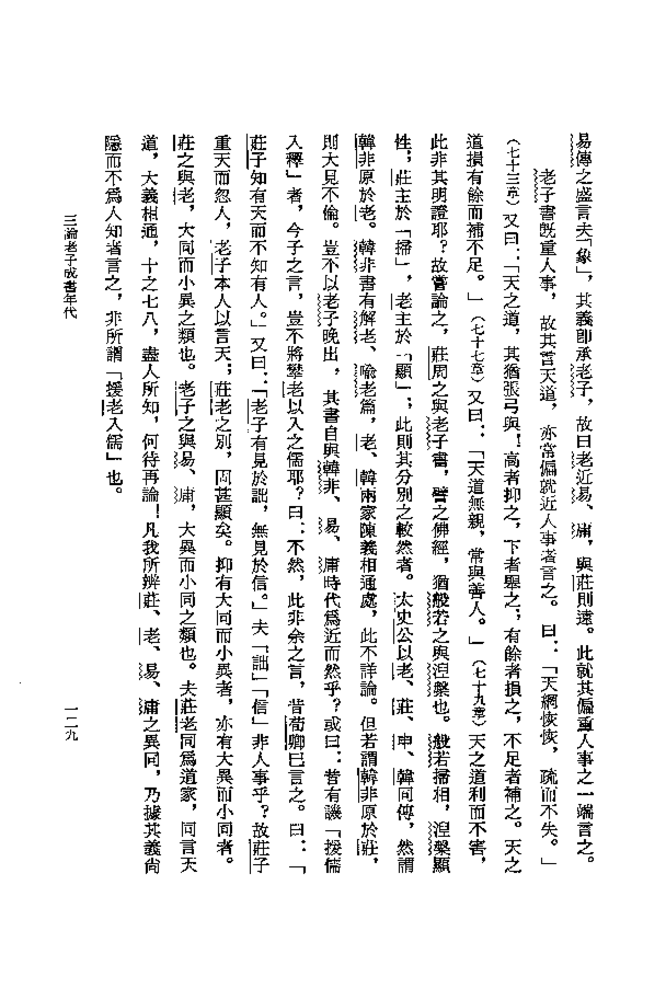 易傳之盛言夫「象」，其義卽承老子，故曰老近易、庸，與莊則遠。此就其偏重人事之一端言之。
老子書旣重人事，故其言天道，亦常偏就近人事者言之。曰：「天網恢恢，疏而不失。」
（七十三章）又曰：「天之道，其猶張弓與！高者抑之，下者舉之；有餘者損之，不足者補之。天之
道損有餘而補不足。」（七十七章）又曰：「天道無親，常與善人。」（七十九章）天之道利而不害，
此非其明證耶？故嘗論之，莊周之與老子書，譬之佛經，猶般若之與湼槃也。般若掃相，湼槃顯
性；莊主於「掃」，老主於「顯」；此則其分別之較然者。太史公以老、莊、申、韓同傳，然謂
韓非原於老。韓非書有解老、喻老篇，老、韓兩家陳義相通處，此不詳論。但若謂韓非原於莊，
則大見不倫。豈不以老子晚出，其書自與韓非、易、庸時代爲近而然乎？或曰：昔有譏「援儒
入釋」者，今子之言，豈不將攀老以入之儒耶？曰：不然，此非余之言，昔荀卿已言之。曰：「
莊子知有天而不知有人。」又曰：「老子有見於詘，無見於信。」夫「詘」「信」非人事乎？故莊子
重天而忽人，老子本人以言天；莊老之別，固甚顯矣。抑有大同而小異者，亦有大異而小同者。
莊之與老，大同而小異之類也。老子之與易、庸，大異而小同之類也。夫莊老同爲道家，同言天
道，大義相通，十之七八，盡人所知，何待再論！凡我所辨莊、老、易、庸之異同，乃據其義尙
隱而不爲人知者言之，非所謂「援老入儒」也。
三論老子成書年代
一二九